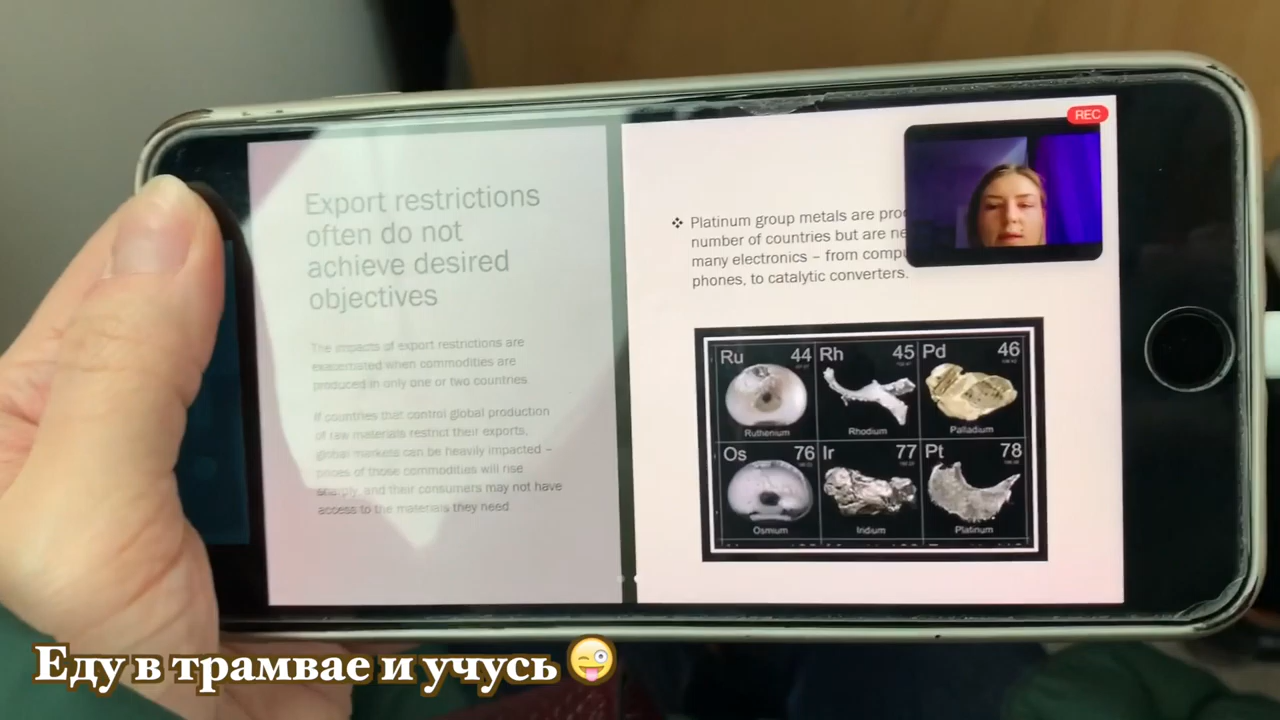 Export restrictions
often do not
achieve desired
objectives
The impacts of export restrictions are
exacerbated when commodities are
produced in only one or two countries.
If countries that control global production
of raw materials restrict their exports,
global markets can be heavily impacted –
prices of those commodities will rise
sharply, and their consumers may not have
access to the materials they need.
REC
❖ Platinum group metals are
number of countries but are
many electronics – from
phones, to catalytic converters.
Ru 44 Rh 45 Pd 46
Ruthenium Rhodium Palladium
Os 76 Ir 77 Pt 78
Osmium Iridium Platinum
Еду в трамвае и учусь 😜